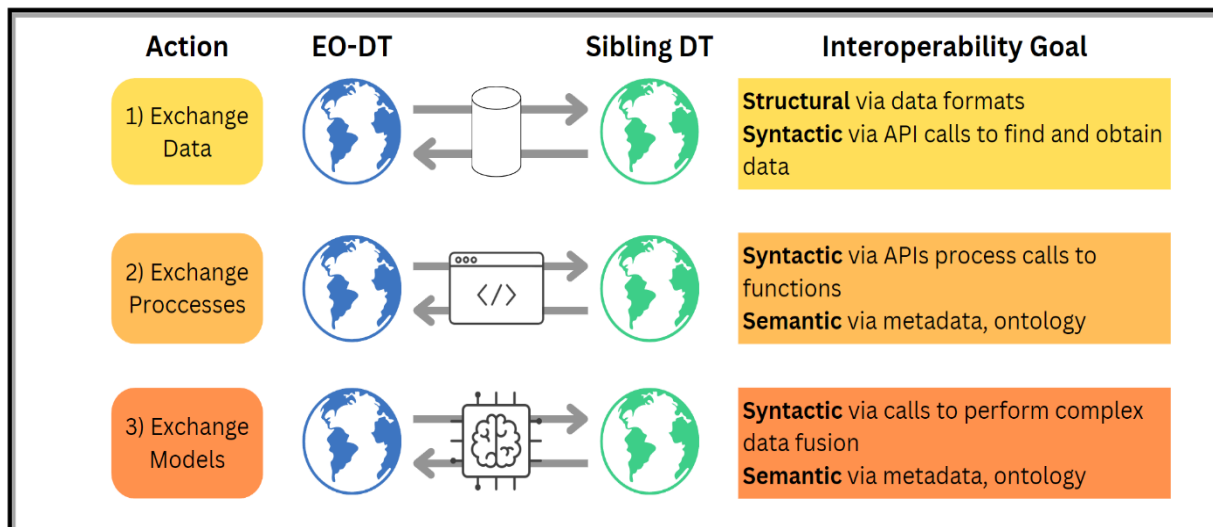 Action EO-DT Sibling DT Interoperability Goal
1) Exchange
Data
Structural via data formats
Syntactic via API calls to find and obtain
data
2) Exchange
Proccesses
</>
Syntactic via APIs process calls to
functions
Semantic via metadata, ontology
3) Exchange
Models
Syntactic via calls to perform complex
data fusion
Semantic via metadata, ontology